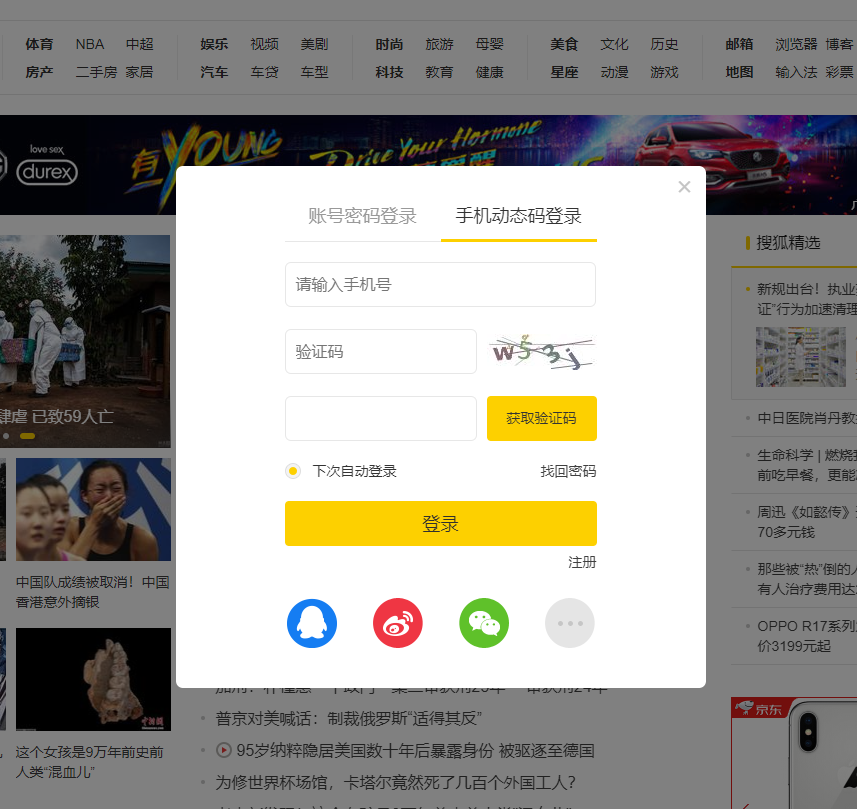 体育 NBA 中超 娱乐 视频 美剧 时尚 旅游 母婴 美食 文化 历史 邮箱 浏览器 博客
房产 二手房 家居 汽车 车贷 车型 科技 教育 健康 星座 动漫 游戏 地图 输入法 彩票
love sex
durex
有YOUNG
Drive Your Hormone
账号密码登录 手机动态码登录
请输入手机号
验证码 w53j
获取验证码
下次自动登录 找回密码
登录
注册
肆虐 已致59人亡
中国队成绩被取消！中国
香港意外摘银
中新网
这个女孩是9万年前史前
人类“混血儿”
普京对美喊话：制裁俄罗斯“适得其反”
95岁纳粹隐居美国数十年后暴露身份 被驱逐至德国
为修世界杯场馆，卡塔尔竟然死了几百个外国工人？
搜狐精选
新规出台！执业
证”行为加速清理
中日医院肖丹教
生命科学 | 燃烧
前吃早餐，更能
周迅《如懿传》
70多元钱
那些被“热”倒的人
有人治疗费用达
OPPO R17系列
价3199元起
京东